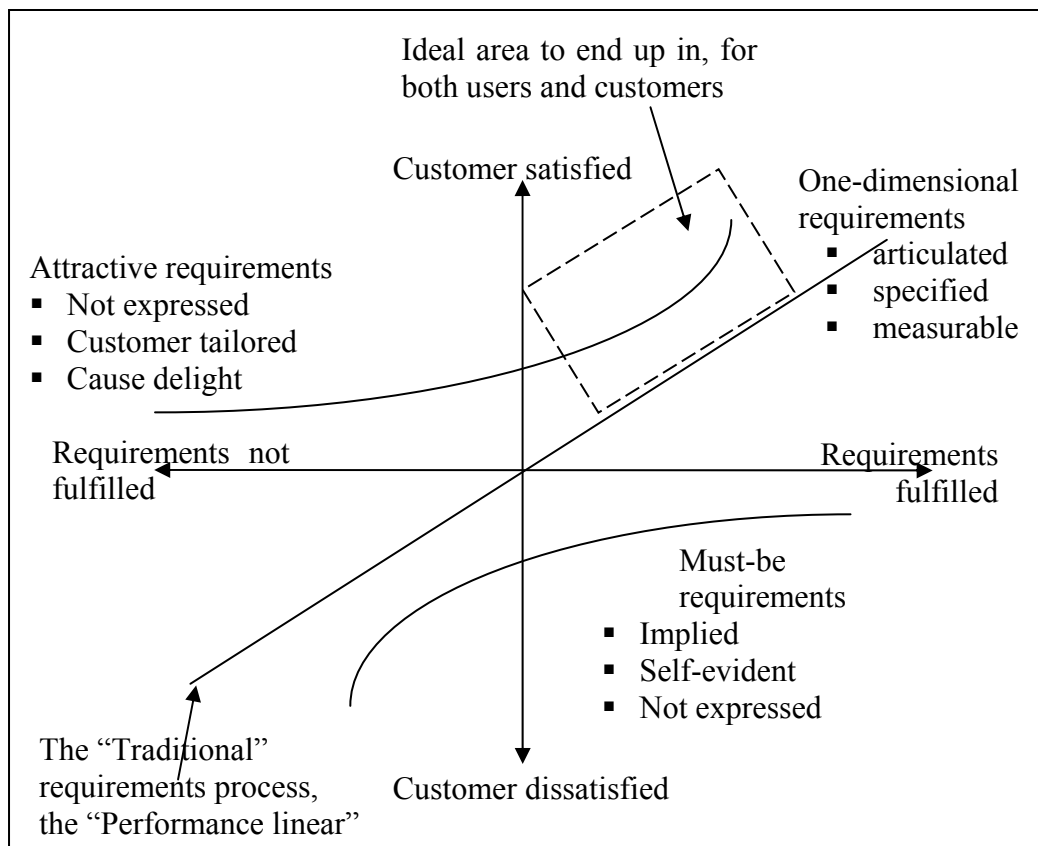 Ideal area to end up in, for
both users and customers
Customer satisfied
One-dimensional
requirements
▪ articulated
▪ specified
▪ measurable
Attractive requirements
▪ Not expressed
▪ Customer tailored
▪ Cause delight
Requirements not
fulfilled
Requirements
fulfilled
Must-be
requirements
▪ Implied
▪ Self-evident
▪ Not expressed
The “Traditional”
requirements process,
the “Performance linear”
Customer dissatisfied